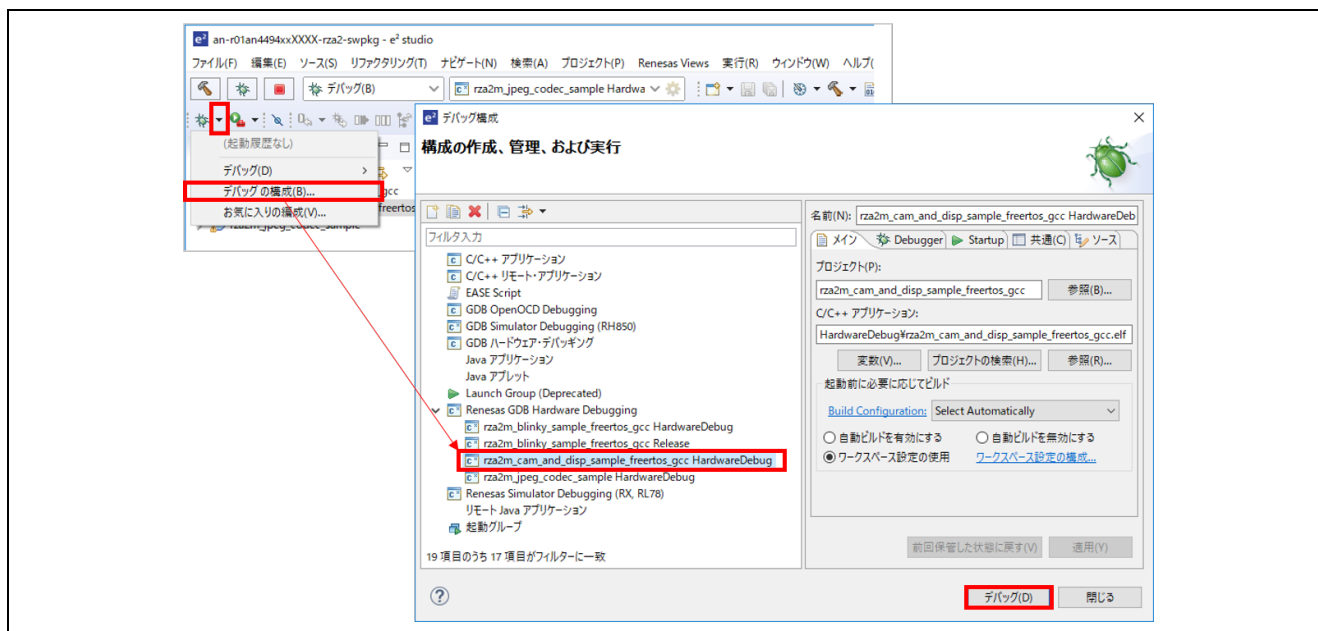 an-r01an4494xxXXXX-rza2-swpkg - e² studio
ファイル(F) 編集(E) ソース(S) リファクタリング(T) ナビゲート(N) 検索(A) プロジェクト(P) Renesas Views 実行(R) ウィンドウ(W) ヘルプ(
デバッグ(B)
rza2m_jpeg_codec_sample Hardwa
(起動履歴なし)
デバッグ(D)
デバッグの構成(B)...
gcc
お気に入りの編成(V)...
freertos
rza2m_jpeg_codec_sample
デバッグ構成
構成の作成、管理、および実行
フィルタ入力
C/C++ アプリケーション
C/C++ リモート・アプリケーション
EASE Script
GDB OpenOCD Debugging
GDB Simulator Debugging (RH850)
GDB ハードウェア・デバッギング
Java アプリケーション
Java アプレット
Launch Group (Deprecated)
Renesas GDB Hardware Debugging
rza2m_blinky_sample_freertos_gcc HardwareDebug
rza2m_blinky_sample_freertos_gcc Release
rza2m_cam_and_disp_sample_freertos_gcc HardwareDebug
rza2m_jpeg_codec_sample HardwareDebug
Renesas Simulator Debugging (RX, RL78)
リモート Java アプリケーション
起動グループ
19 項目のうち 17 項目がフィルターに一致
名前(N): rza2m_cam_and_disp_sample_freertos_gcc HardwareDeb
メイン Debugger Startup 共通(C) ソース
プロジェクト(P):
rza2m_cam_and_disp_sample_freertos_gcc 参照(B)...
C/C++ アプリケーション:
HardwareDebug¥rza2m_cam_and_disp_sample_freertos_gcc.elf
変数(V)... プロジェクトの検索(H)... 参照(R)...
起動前に必要に応じてビルド
Build Configuration: Select Automatically
自動ビルドを有効にする 自動ビルドを無効にする
ワークスペース設定の使用 ワークスペース設定の構成...
前回保管した状態に戻す(V) 適用(Y)
デバッグ(D) 閉じる